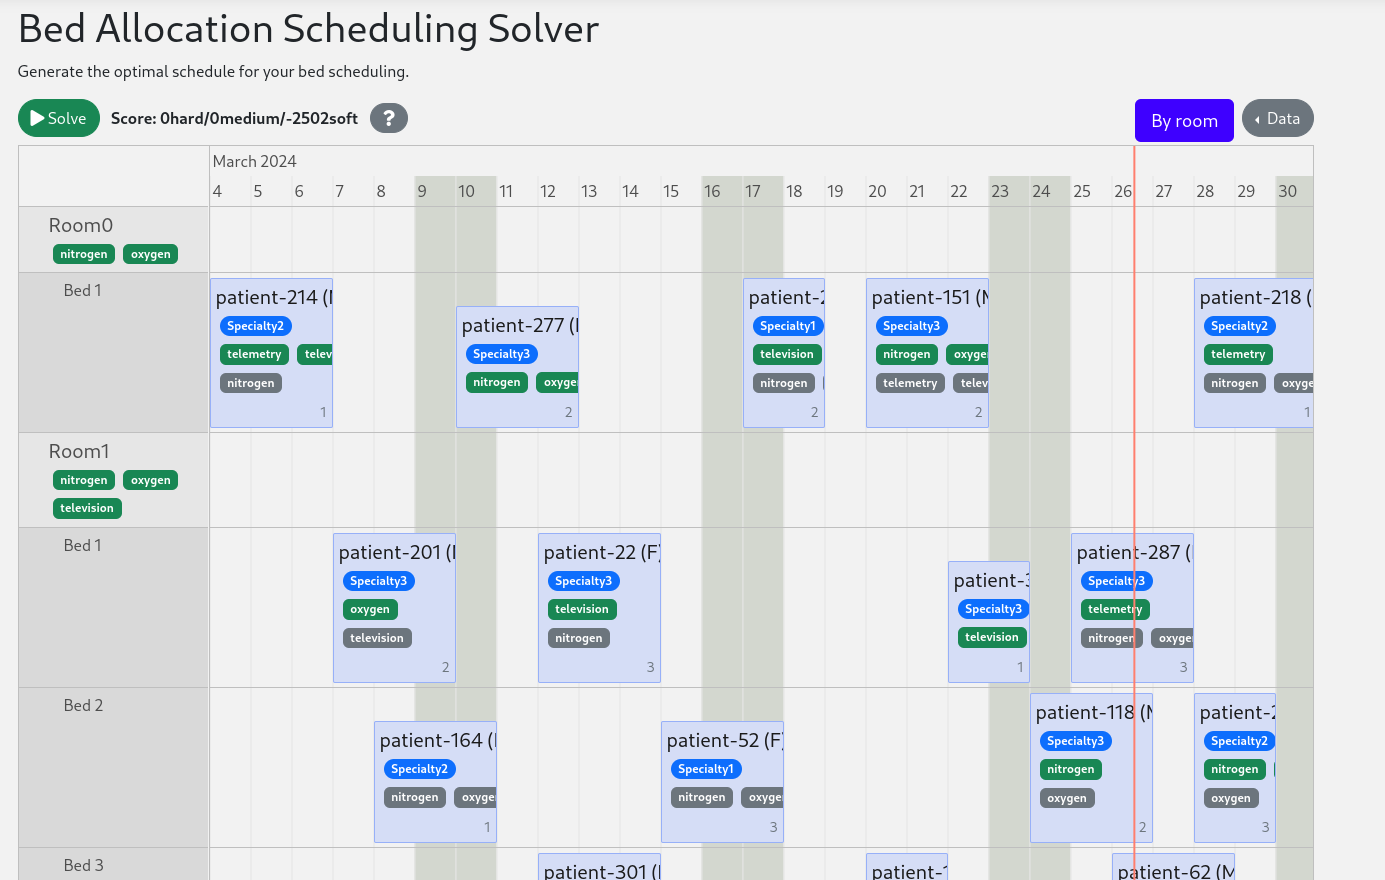 Bed Allocation Scheduling Solver
Generate the optimal schedule for your bed scheduling.
Solve Score: 0hard/0medium/-2502soft ? By room Data
March 2024
4 5 6 7 8 9 10 11 12 13 14 15 16 17 18 19 20 21 22 23 24 25 26 27 28 29 30
Room0
nitrogen oxygen
Bed 1
patient-214 (
Specialty2
telemetry telev
nitrogen
1
patient-277 (
Specialty3
nitrogen oxyge
2
patient-2
Specialty1
television
nitrogen
2
patient-151 (M
Specialty3
nitrogen oxyge
telemetry telev
2
patient-218 (
Specialty2
telemetry
nitrogen oxyge
1
Room1
nitrogen oxygen
television
Bed 1
patient-201 (
Specialty3
oxygen
television
2
patient-22 (F)
Specialty3
television
nitrogen
3
patient-3
Specialty3
television
1
patient-287 (
Specialty3
telemetry
nitrogen oxyge
3
Bed 2
patient-164 (
Specialty2
nitrogen oxyge
1
patient-52 (F)
Specialty1
nitrogen oxyge
3
patient-118 (M
Specialty3
nitrogen
oxygen
2
patient-2
Specialty2
nitrogen
oxygen
3
Bed 3
patient-301 (
patient-1
patient-62 (M